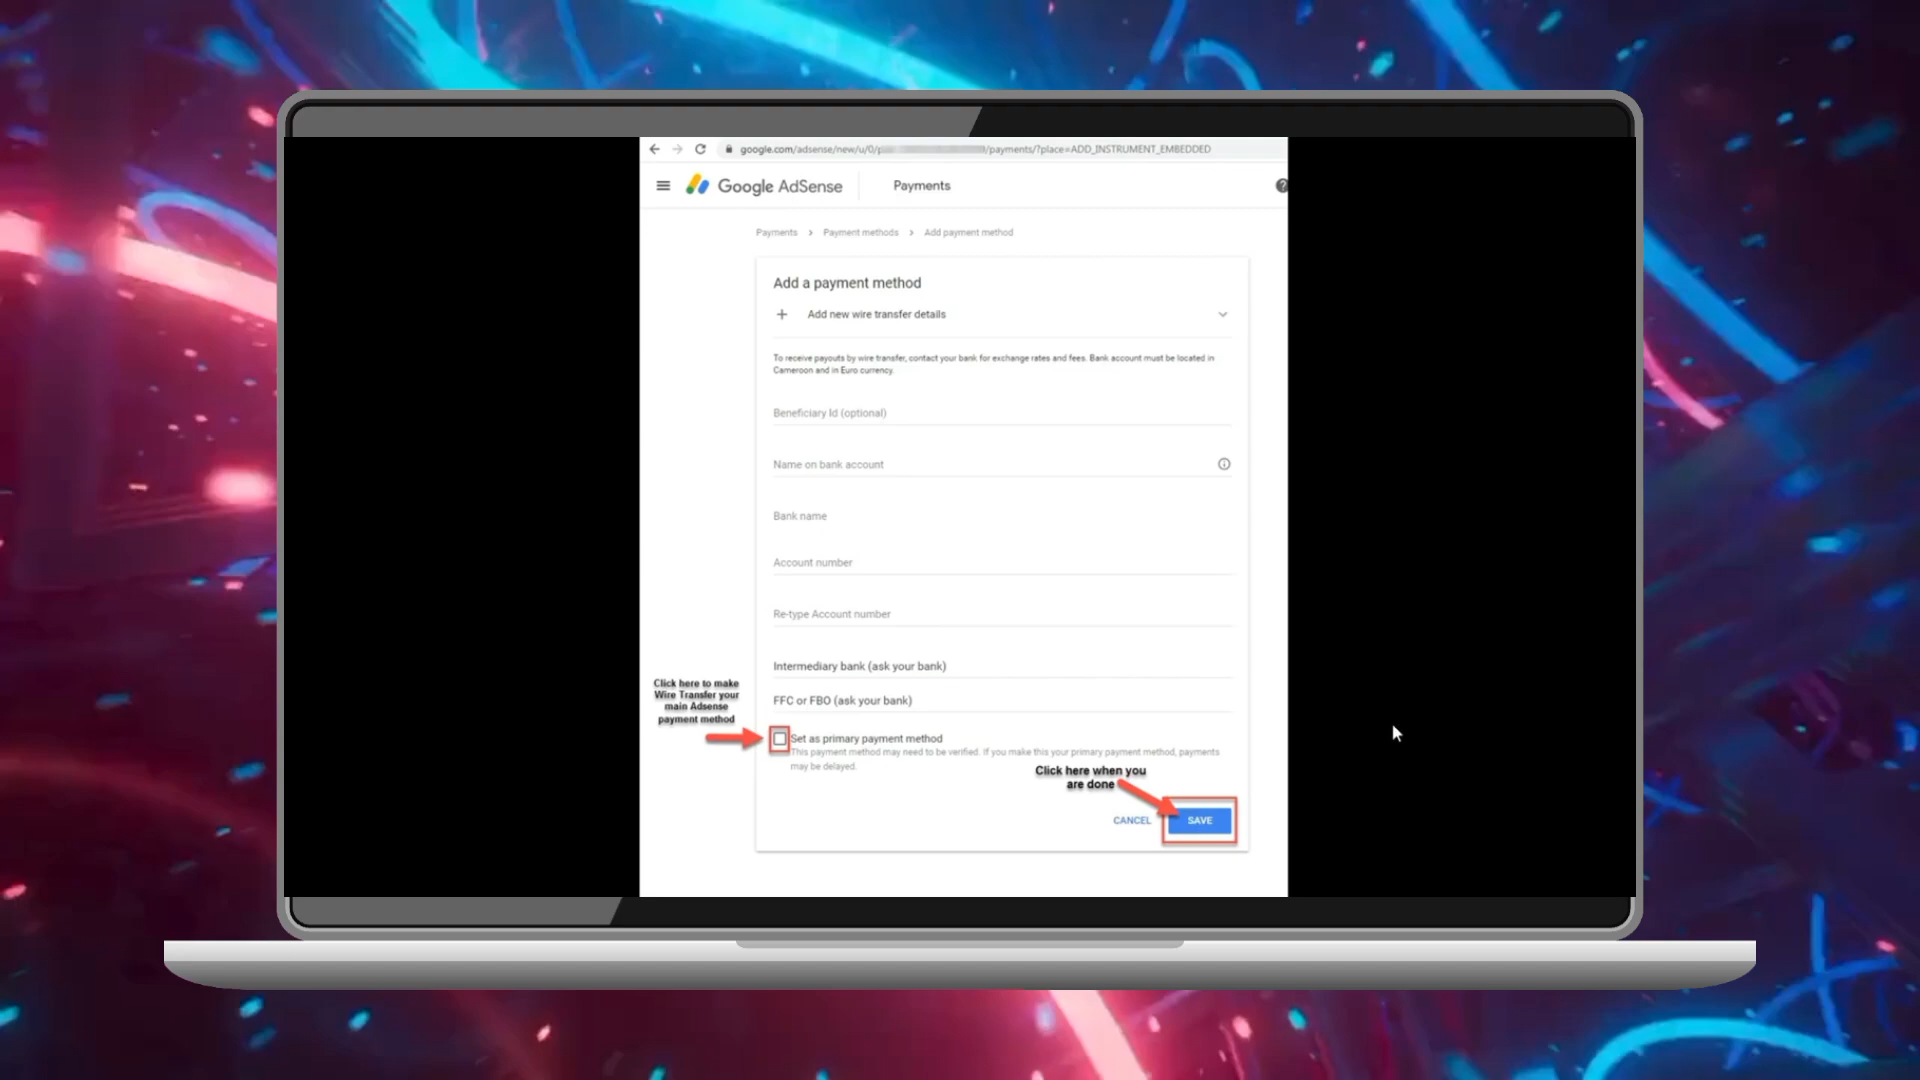 google.com/adsense/new/u/0/p /payments/?place=ADD_INSTRUMENT_EMBEDDED
Google AdSense Payments
Payments > Payment methods > Add payment method
Add a payment method
+ Add new wire transfer details
To receive payouts by wire transfer, contact your bank for exchange rates and fees. Bank account must be located in
Cameroon and in Euro currency.
Beneficiary Id (optional)
Name on bank account
Bank name
Account number
Re-type Account number
Intermediary bank (ask your bank)
FFC or FBO (ask your bank)
Click here to make
Wire Transfer your
main Adsense
payment method
Set as primary payment method
This payment method may need to be verified. If you make this your primary payment method, payments
may be delayed.
Click here when you
are done
CANCEL SAVE